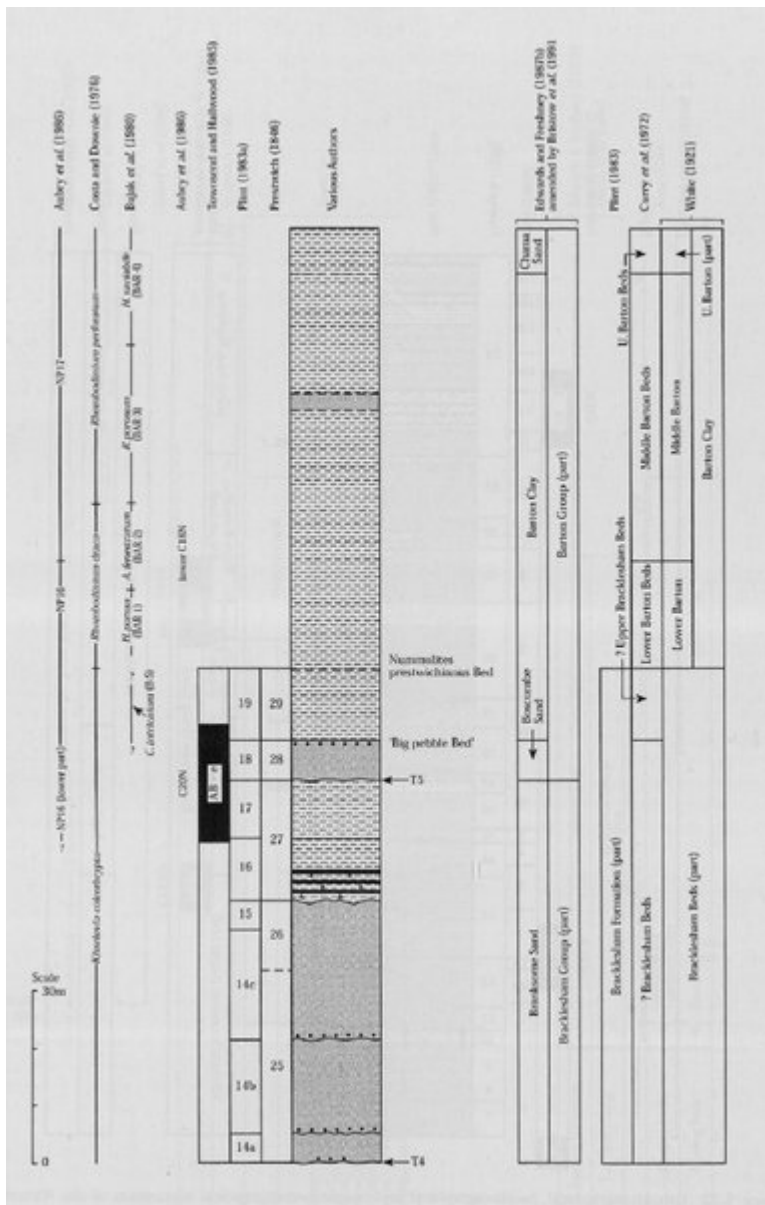 Aubry et al. (1986)
Costa and Downie (1976)
Bujak et al. (1980)
Aubry et al. (1986)
Townsend and Hailwood (1985)
Plint (1983a)
Prestwich (1846)
Various Authors
Edwards and Freshney (1987b)
amended by Bristow et al. (1991
Plint (1983)
Curry et al. (1972)
White (1921)
NP17
NP16
NP16 (lower part)
Rhombodinium perforatum
Rhombodinium draco
H. variabile
(BAR 4)
R. porosum
(BAR 3)
A. fenestratum
(BAR 2)
H. porosa
(BAR 1)
C. intricatum (B-5)
lower C18N
C20N
AB - e
19
18
17
16
15
14c
14b
14a
29
28
27
26
25
Nummulites
prestwichianus Bed
'Big pebble Bed'
T5
T4
Chama
Sand
Barton Clay
Boscombe
Sand
Branksome Sand
Barton Group (part)
Bracklesham Group (part)
U. Barton Beds
? Upper Bracklesham Beds
Bracklesham Formation (part)
Middle Barton Beds
Lower Barton Beds
? Bracklesham Beds
Middle Barton
Lower Barton
U. Barton (part)
Barton Clay
Bracklesham Beds (part)
Scale
30m
0